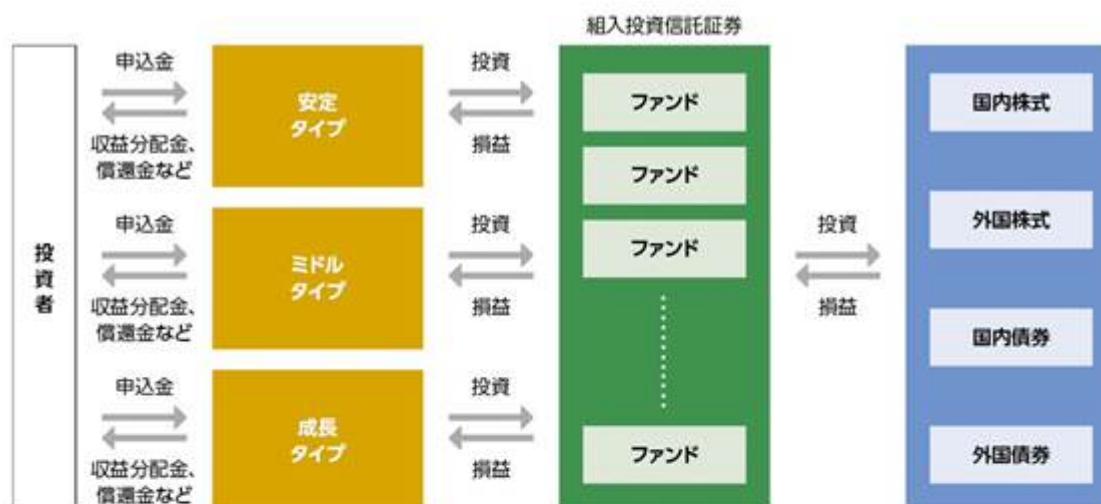 組入投資信託証券
投資者
申込金
収益分配金、
償還金など
安定
タイプ
投資
損益
申込金
収益分配金、
償還金など
ミドル
タイプ
投資
損益
申込金
収益分配金、
償還金など
成長
タイプ
投資
損益
ファンド
ファンド
ファンド
ファンド
投資
損益
国内株式
外国株式
国内債券
外国債券